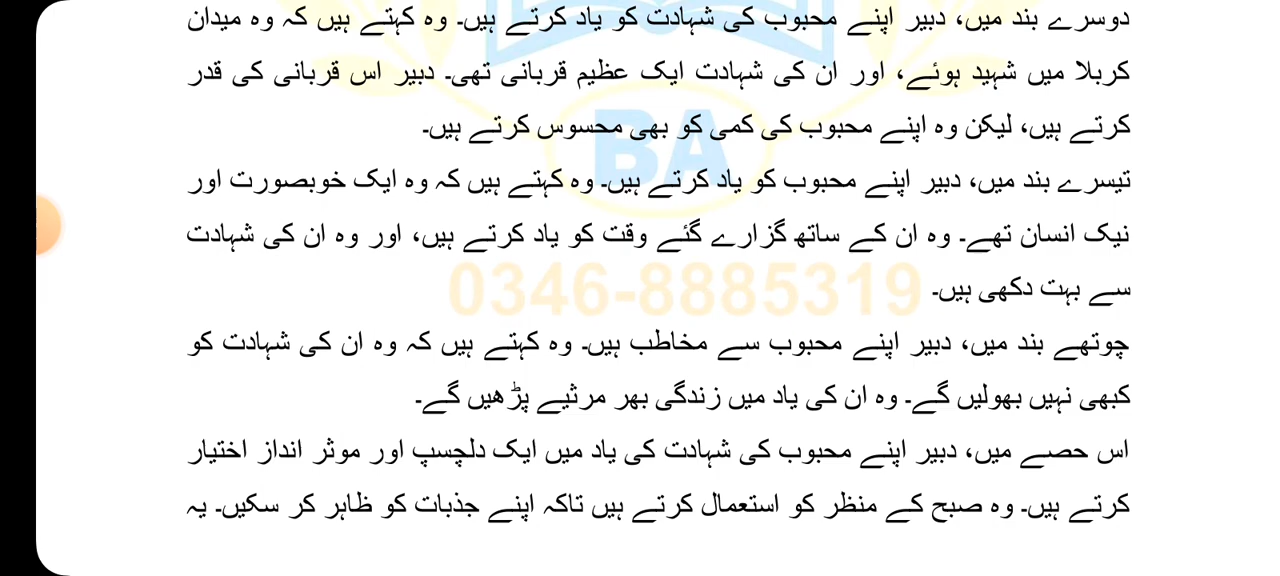 دوسرے بند میں، دبیر اپنے محبوب کی شہادت کو یاد کرتے ہیں۔ وہ کہتے ہیں کہ وہ میدان
کربلا میں شہید ہوئے، اور ان کی شہادت ایک عظیم قربانی تھی۔ دبیر اس قربانی کی قدر
کرتے ہیں، لیکن وہ اپنے محبوب کی کمی کو بھی محسوس کرتے ہیں۔
BA
تیسرے بند میں، دبیر اپنے محبوب کو یاد کرتے ہیں۔ وہ کہتے ہیں کہ وہ ایک خوبصورت اور
نیک انسان تھے۔ وہ ان کے ساتھ گزارے گئے وقت کو یاد کرتے ہیں، اور وہ ان کی شہادت
سے بہت دکھی ہیں۔
0346-8885319
چوتھے بند میں، دبیر اپنے محبوب سے مخاطب ہیں۔ وہ کہتے ہیں کہ وہ ان کی شہادت کو
کبھی نہیں بھولیں گے۔ وہ ان کی یاد میں زندگی بھر مرثیے پڑھیں گے۔
اس حصے میں، دبیر اپنے محبوب کی شہادت کی یاد میں ایک دلچسپ اور موثر انداز اختیار
کرتے ہیں۔ وہ صبح کے منظر کو استعمال کرتے ہیں تاکہ اپنے جذبات کو ظاہر کر سکیں۔ یہ